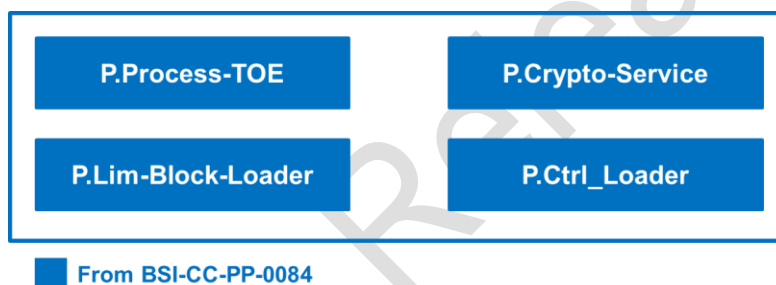 P.Process-TOE
P.Crypto-Service
P.Lim-Block-Loader
P.Ctrl_Loader
From BSI-CC-PP-0084